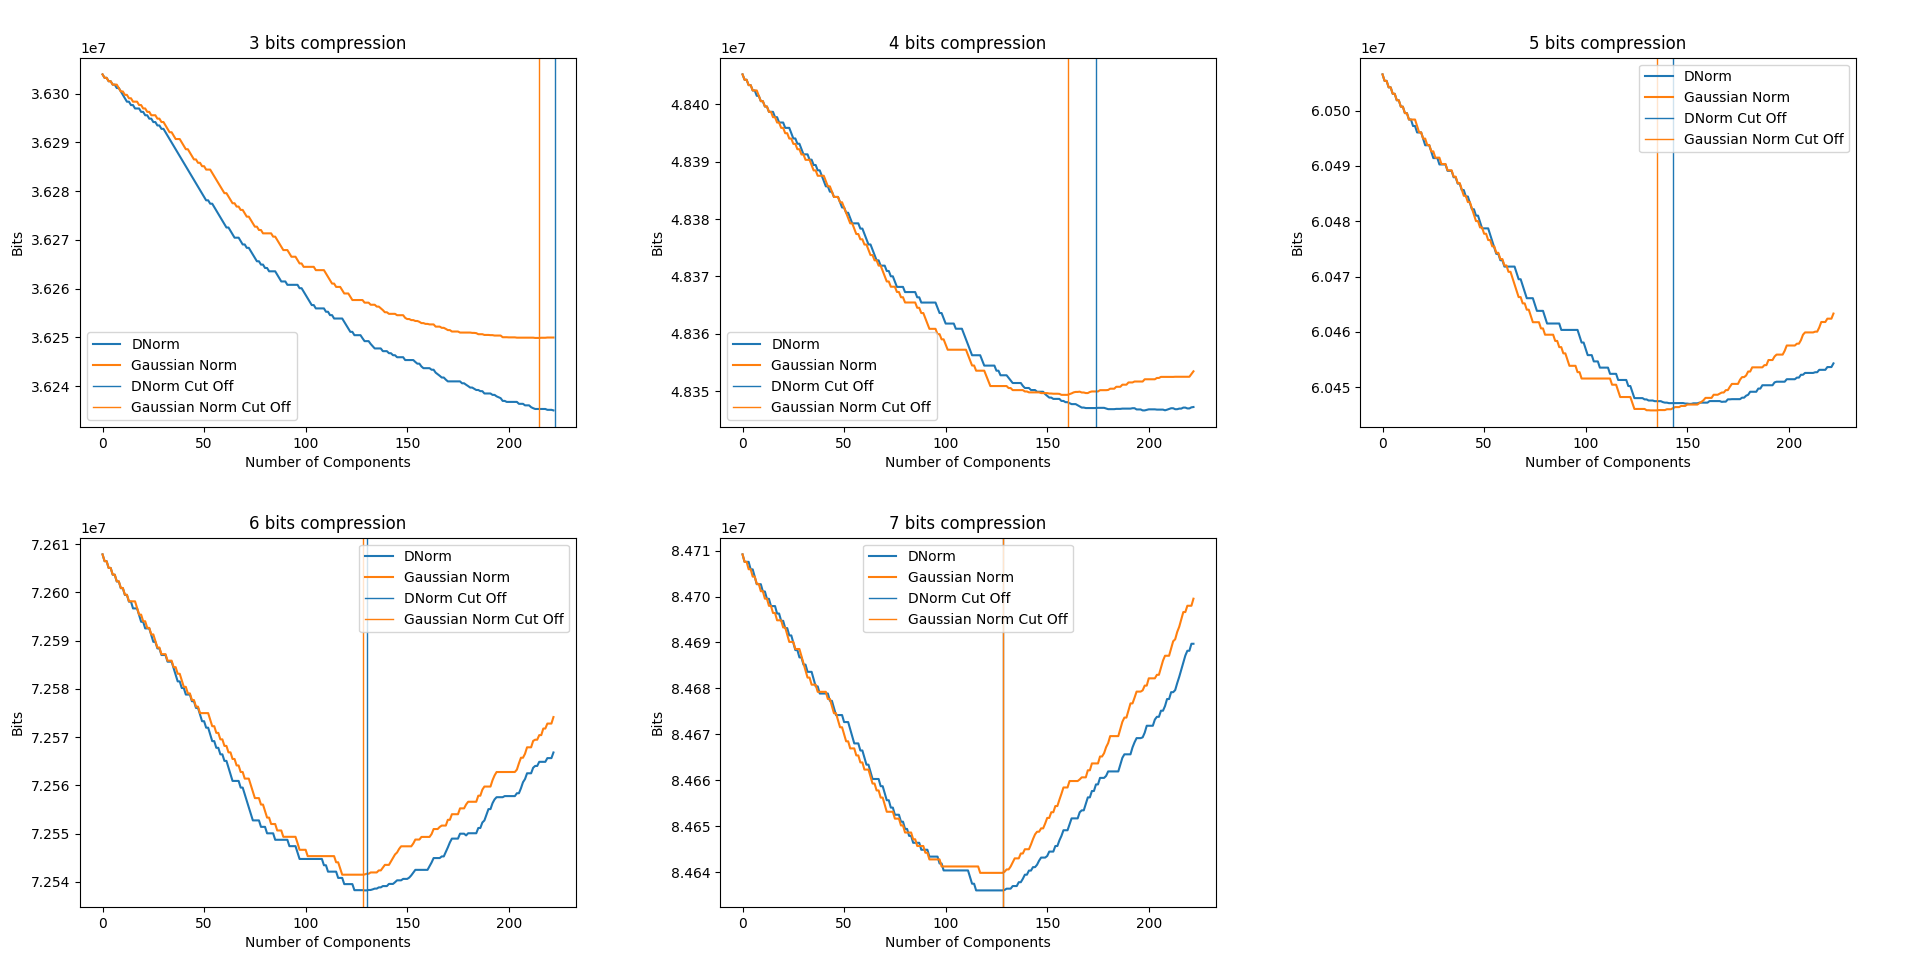 3 bits compression
1e7
3.630
3.629
3.628
3.627
3.626
3.625
3.624
Bits
DNorm
Gaussian Norm
DNorm Cut Off
Gaussian Norm Cut Off
0 50 100 150 200
Number of Components
4 bits compression
1e7
4.840
4.839
4.838
4.837
4.836
4.835
Bits
DNorm
Gaussian Norm
DNorm Cut Off
Gaussian Norm Cut Off
0 50 100 150 200
Number of Components
5 bits compression
1e7
6.050
6.049
6.048
6.047
6.046
6.045
Bits
DNorm
Gaussian Norm
DNorm Cut Off
Gaussian Norm Cut Off
0 50 100 150 200
Number of Components
6 bits compression
1e7
7.261
7.260
7.259
7.258
7.257
7.256
7.255
7.254
Bits
DNorm
Gaussian Norm
DNorm Cut Off
Gaussian Norm Cut Off
0 50 100 150 200
Number of Components
7 bits compression
1e7
8.471
8.470
8.469
8.468
8.467
8.466
8.465
8.464
Bits
DNorm
Gaussian Norm
DNorm Cut Off
Gaussian Norm Cut Off
0 50 100 150 200
Number of Components